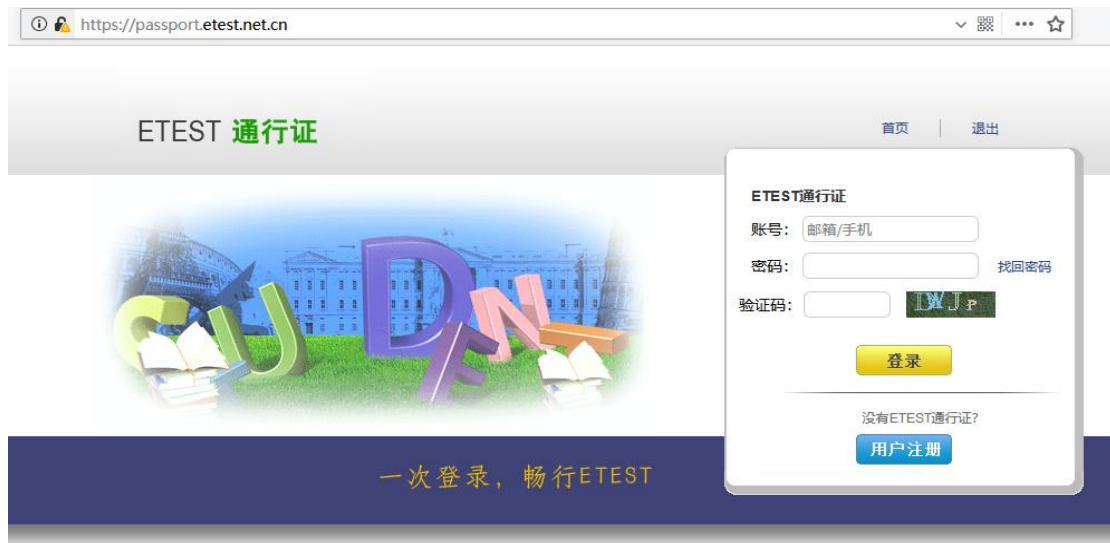 https://passport.etest.net.cn
ETEST 通行证
首页
退出
ETEST通行证
账号:
邮箱/手机
密码:
找回密码
验证码:
登录
没有ETEST通行证?
用户注册
一次登录,畅行ETEST